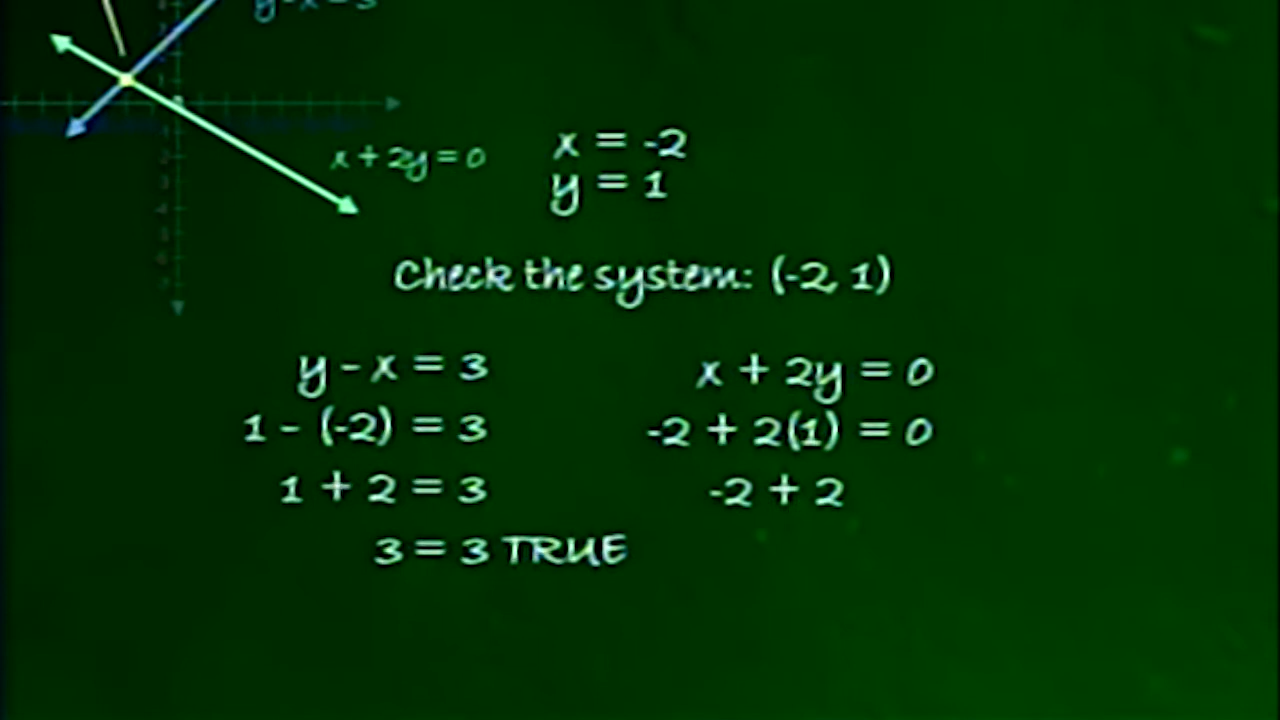 x + 2y = 0
x = -2
y = 1
Check the system: (-2, 1)
y - x = 3
1 - (-2) = 3
1 + 2 = 3
3 = 3 TRUE
x + 2y = 0
-2 + 2(1) = 0
-2 + 2